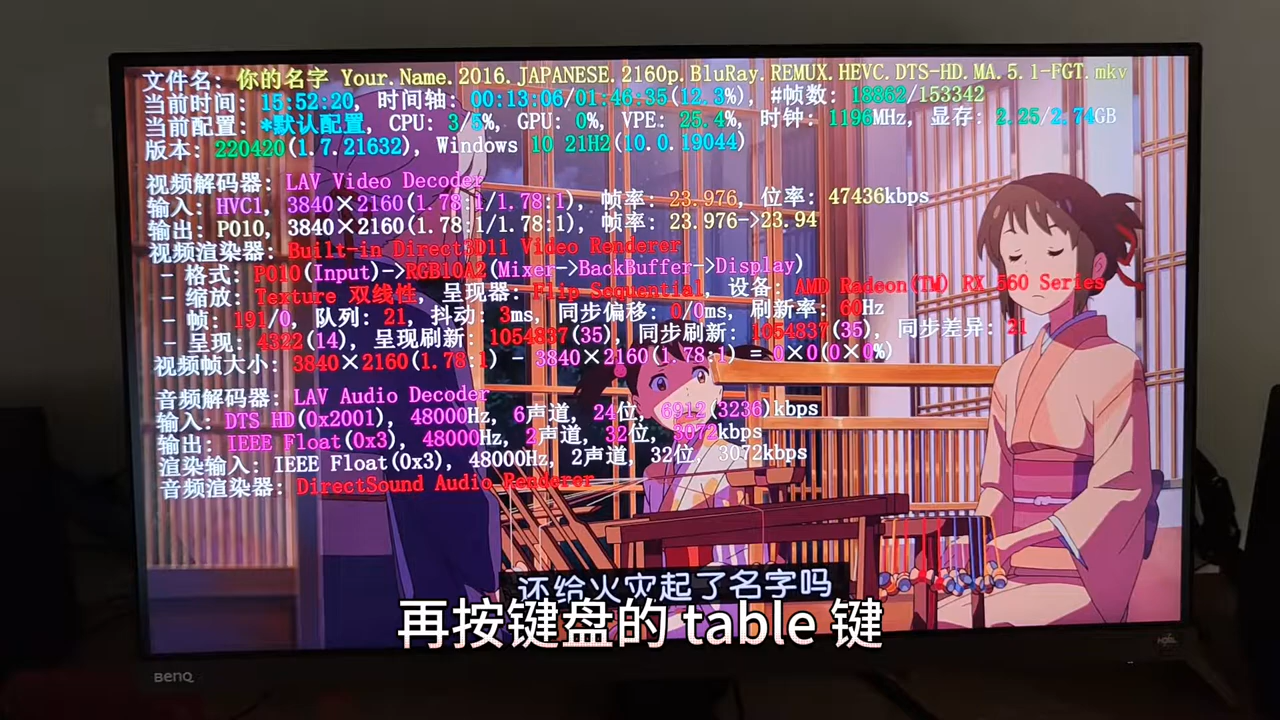 文件名: 你的名字 Your.Name.2016.JAPANESE.2160p.BluRay.REMUX.HEVC.DTS-HD.MA.5.1-FGT.mkv
当前时间: 15:52:20, 时间轴: 00:13:06/01:46:35(12.3%), #帧数: 18862/153342
当前配置: *默认配置, CPU: 3/5%, GPU: 0%, VPE: 25.4%, 时钟: 1196MHz, 显存: 2.25/2.74GB
版本: 220420(1.7.21632), Windows 10 21H2(10.0.19044)
视频解码器: LAV Video Decoder
输入: HVC1, 3840×2160(1.78:1/1.78:1), 帧率: 23.976, 位率: 47436kbps
输出: P010, 3840×2160(1.78:1/1.78:1), 帧率: 23.976->23.94
视频渲染器: Built-in Direct3D11 Video Renderer
- 格式: P010(Input)->RGB10A2(Mixer->BackBuffer->Display)
- 缩放: Texture 双线性, 呈现器: Flip Sequential, 设备: AMD Radeon(TM) RX 560 Series
- 帧: 191/0, 队列: 21, 抖动: 3ms, 同步偏移: 0/0ms, 刷新率: 60Hz
- 呈现: 4322(14), 呈现刷新: 1054837(35), 同步刷新: 1054837(35), 同步差异: 21
视频帧大小: 3840×2160(1.78:1) - 3840×2160(1.78:1) = 0×0(0×0%)
音频解码器: LAV Audio Decoder
输入: DTS HD(0x2001), 48000Hz, 6声道, 24位, 6912(3236)kbps
输出: IEEE Float(0x3), 48000Hz, 2声道, 32位, 3072kbps
渲染输入: IEEE Float(0x3), 48000Hz, 2声道, 32位, 3072kbps
音频渲染器: DirectSound Audio Renderer
还给火灾起了名字吗
再按键盘的 table 键
BenQ